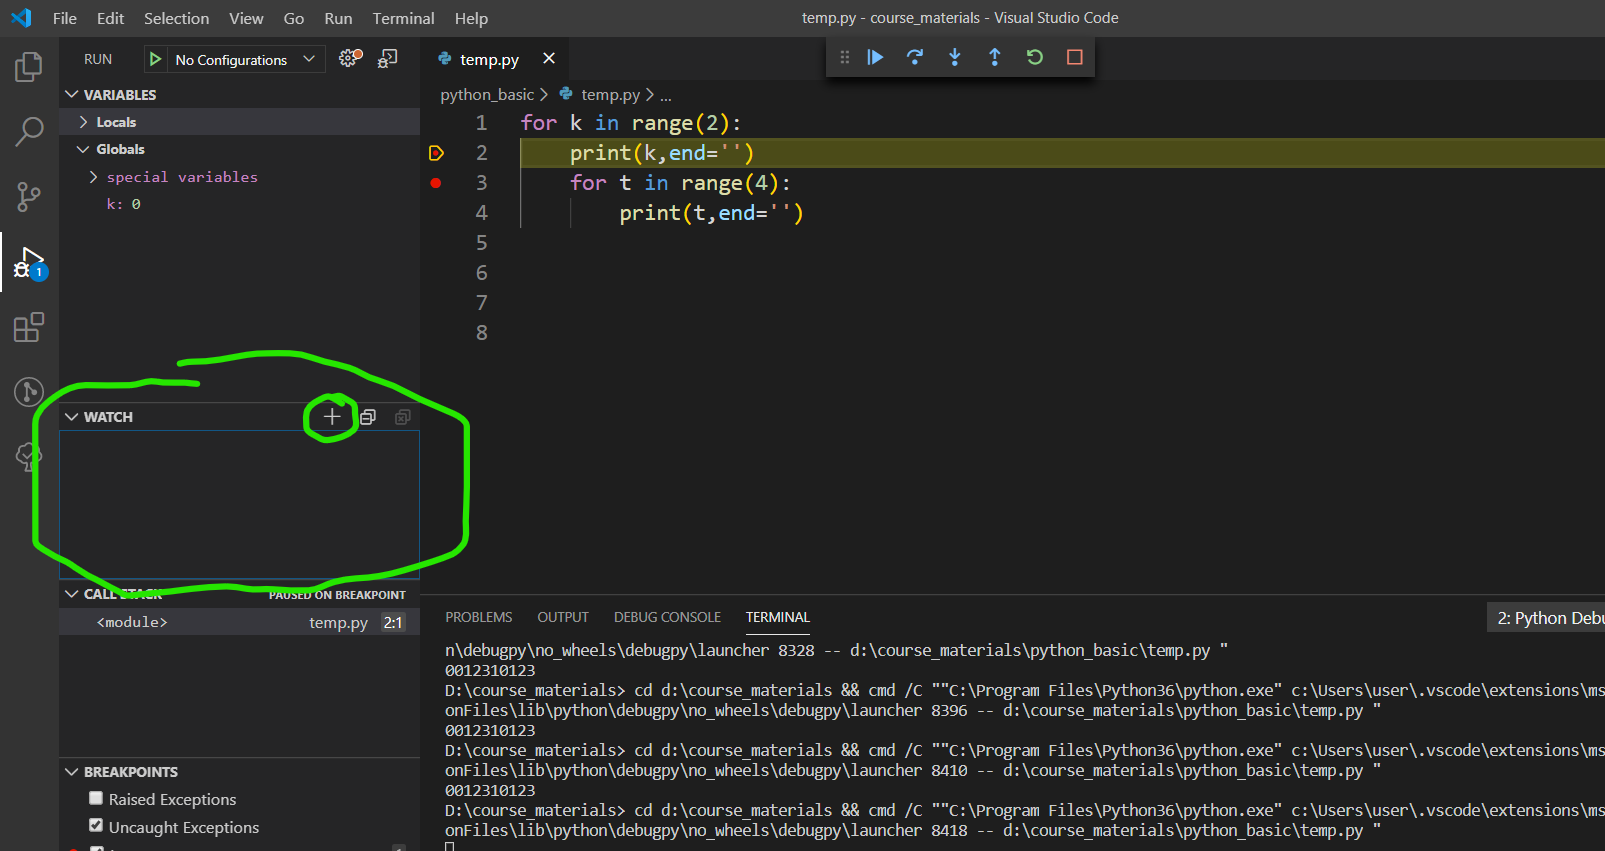 File Edit Selection View Go Run Terminal Help
temp.py - course_materials - Visual Studio Code
RUN
No Configurations
temp.py
VARIABLES
Locals
Globals
special variables
k: 0
python_basic > temp.py > ...
1 for k in range(2):
2 print(k,end='')
3 for t in range(4):
4 print(t,end='')
5
6
7
8
1
WATCH
CALL STACK
PAUSED ON BREAKPOINT
<module>
temp.py 2:1
BREAKPOINTS
Raised Exceptions
Uncaught Exceptions
PROBLEMS OUTPUT DEBUG CONSOLE TERMINAL
2: Python Debu
n\debugpy\no_wheels\debugpy\launcher 8328 -- d:\course_materials\python_basic\temp.py "
0012310123
D:\course_materials> cd d:\course_materials && cmd /C ""C:\Program Files\Python36\python.exe" c:\Users\user\.vscode\extensions\ms
onFiles\lib\python\debugpy\no_wheels\debugpy\launcher 8396 -- d:\course_materials\python_basic\temp.py "
0012310123
D:\course_materials> cd d:\course_materials && cmd /C ""C:\Program Files\Python36\python.exe" c:\Users\user\.vscode\extensions\ms
onFiles\lib\python\debugpy\no_wheels\debugpy\launcher 8410 -- d:\course_materials\python_basic\temp.py "
0012310123
D:\course_materials> cd d:\course_materials && cmd /C ""C:\Program Files\Python36\python.exe" c:\Users\user\.vscode\extensions\ms
onFiles\lib\python\debugpy\no_wheels\debugpy\launcher 8418 -- d:\course_materials\python_basic\temp.py "